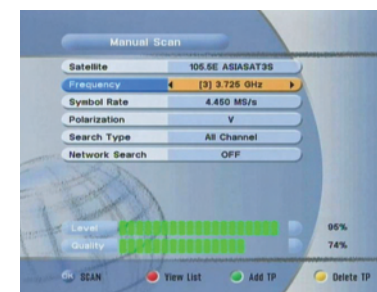 Manual Scan
Satellite 105.5E ASIASAT3S
Frequency [3] 3.725 GHz
Symbol Rate 4.450 MS/s
Polarization V
Search Type All Channel
Network Search OFF
Level 95%
Quality 74%
SCAN View List Add TP Delete TP